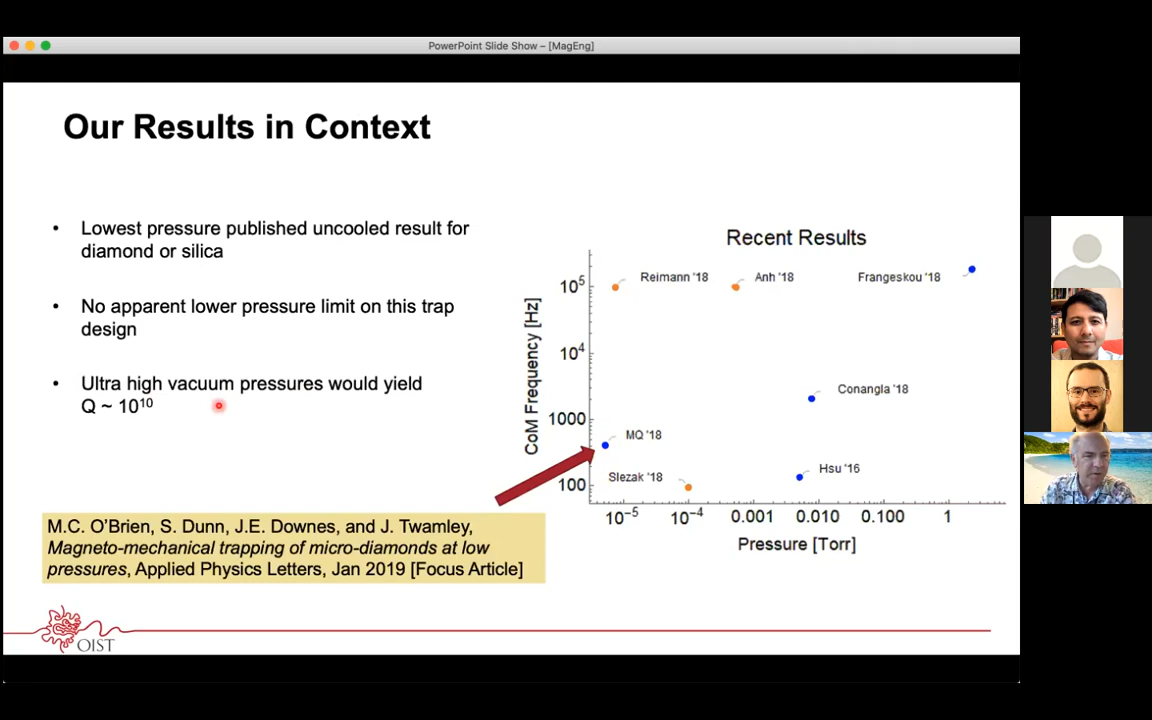 PowerPoint Slide Show – [MagEng]
Our Results in Context
• Lowest pressure published uncooled result for
diamond or silica
• No apparent lower pressure limit on this trap
design
• Ultra high vacuum pressures would yield
Q ~ 10¹⁰
Recent Results
CoM Frequency [Hz]
10⁵
10⁴
1000
100
Reimann '18
Anh '18
Frangeskou '18
Conangla '18
MQ '18
Slezak '18
Hsu '16
10⁻⁵ 10⁻⁴ 0.001 0.010 0.100 1
Pressure [Torr]
M.C. O'Brien, S. Dunn, J.E. Downes, and J. Twamley,
Magneto-mechanical trapping of micro-diamonds at low
pressures, Applied Physics Letters, Jan 2019 [Focus Article]
OIST